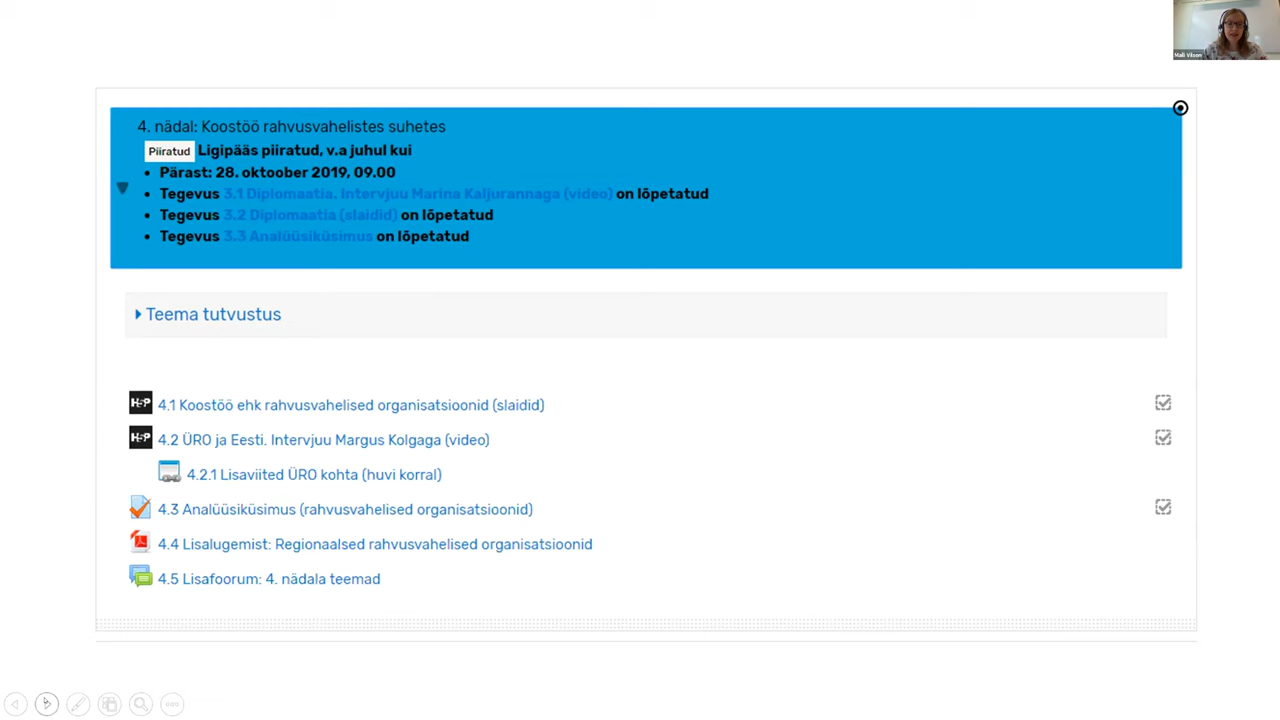 Maili Vilson
4. nädal: Koostöö rahvusvahelistes suhetes
Piiratud Ligipääs piiratud, v.a juhul kui
• Pärast: 28. oktoober 2019, 09.00
• Tegevus 3.1 Diplomaatia. Intervjuu Marina Kaljurannaga (video) on lõpetatud
• Tegevus 3.2 Diplomaatia (slaidid) on lõpetatud
• Tegevus 3.3 Analüüsiküsimus on lõpetatud
Teema tutvustus
H5P 4.1 Koostöö ehk rahvusvahelised organisatsioonid (slaidid)
H5P 4.2 ÜRO ja Eesti. Intervjuu Margus Kolgaga (video)
4.2.1 Lisaviited ÜRO kohta (huvi korral)
4.3 Analüüsiküsimus (rahvusvahelised organisatsioonid)
4.4 Lisalugemist: Regionaalsed rahvusvahelised organisatsioonid
4.5 Lisafoorum: 4. nädala teemad